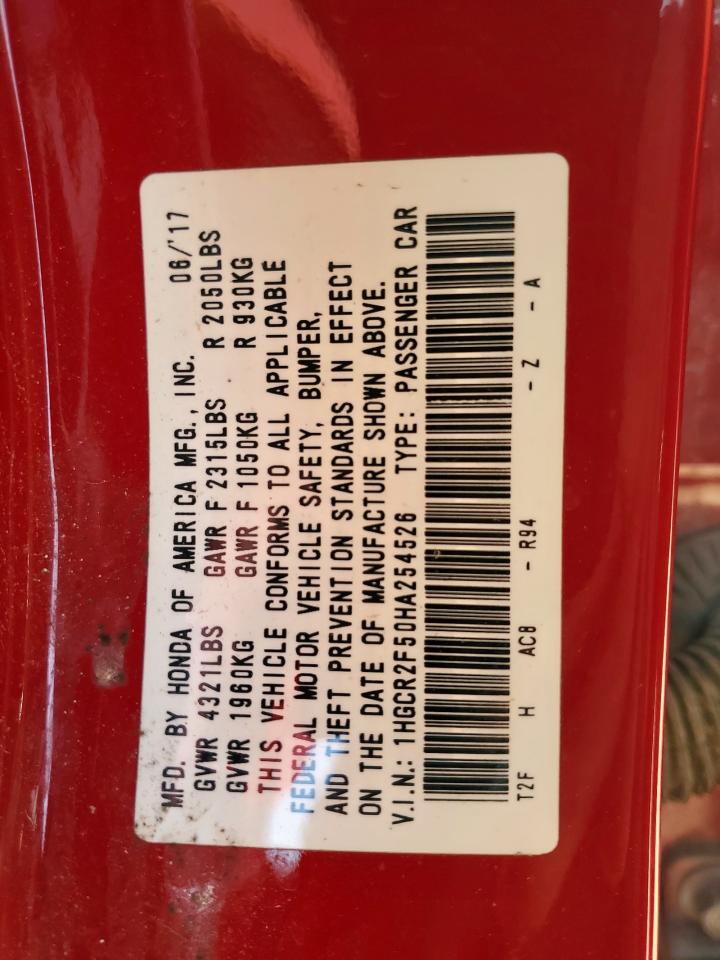 MFD. BY HONDA OF AMERICA MFG., INC. 06/'17
GVWR 4321LBS GAWR F 2315LBS R 2050LBS
GVWR 1960KG GAWR F 1050KG R 930KG
THIS VEHICLE CONFORMS TO ALL APPLICABLE
FEDERAL MOTOR VEHICLE SAFETY, BUMPER,
AND THEFT PREVENTION STANDARDS IN EFFECT
ON THE DATE OF MANUFACTURE SHOWN ABOVE.
V.I.N.: 1HGCR2F50HA254526 TYPE: PASSENGER CAR
T2F H AC8 - R94 - Z - A